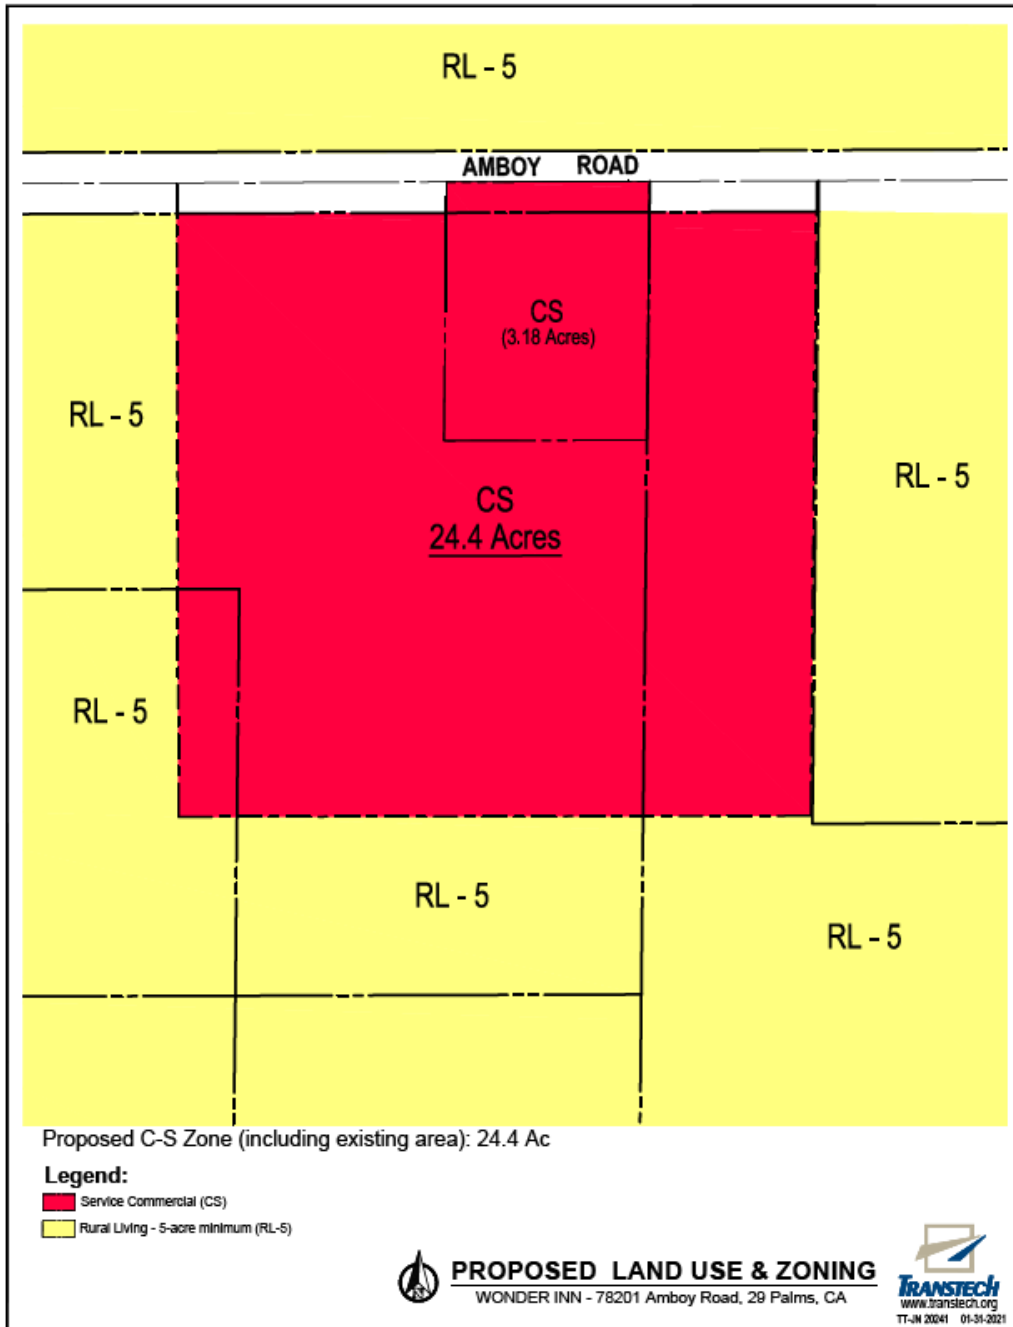 RL - 5
AMBOY ROAD
CS
(3.18 Acres)
RL - 5
RL - 5
CS
24.4 Acres
RL - 5
RL - 5
RL - 5
Proposed C-S Zone (including existing area): 24.4 Ac
Legend:
Service Commercial (CS)
Rural Living - 5-acre minimum (RL-5)
N
PROPOSED LAND USE & ZONING
WONDER INN - 78201 Amboy Road, 29 Palms, CA
TRANSTECH
www.transtech.org
TT-JN 20241 01-31-2021